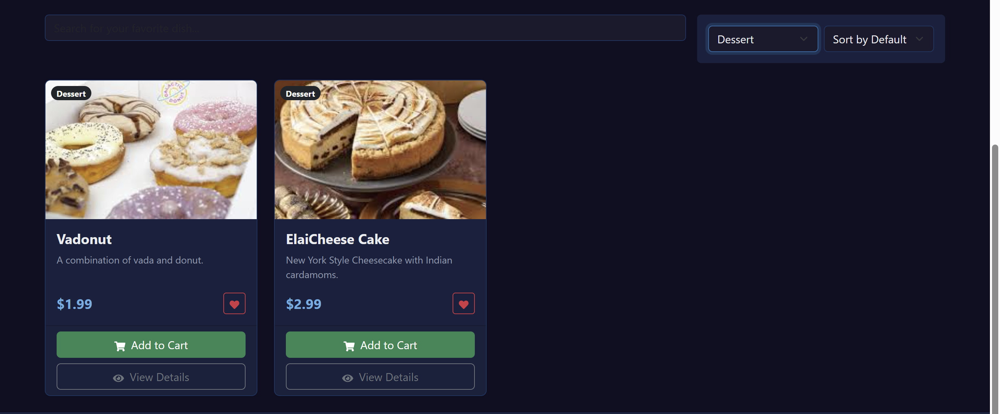 Search for your favorite dish...
Dessert
Sort by Default
Dessert
GALACTIC
DONUT
Dessert
Vadonut
A combination of vada and donut.
$1.99
Add to Cart
View Details
ElaiCheese Cake
New York Style Cheesecake with Indian
cardamoms.
$2.99
Add to Cart
View Details